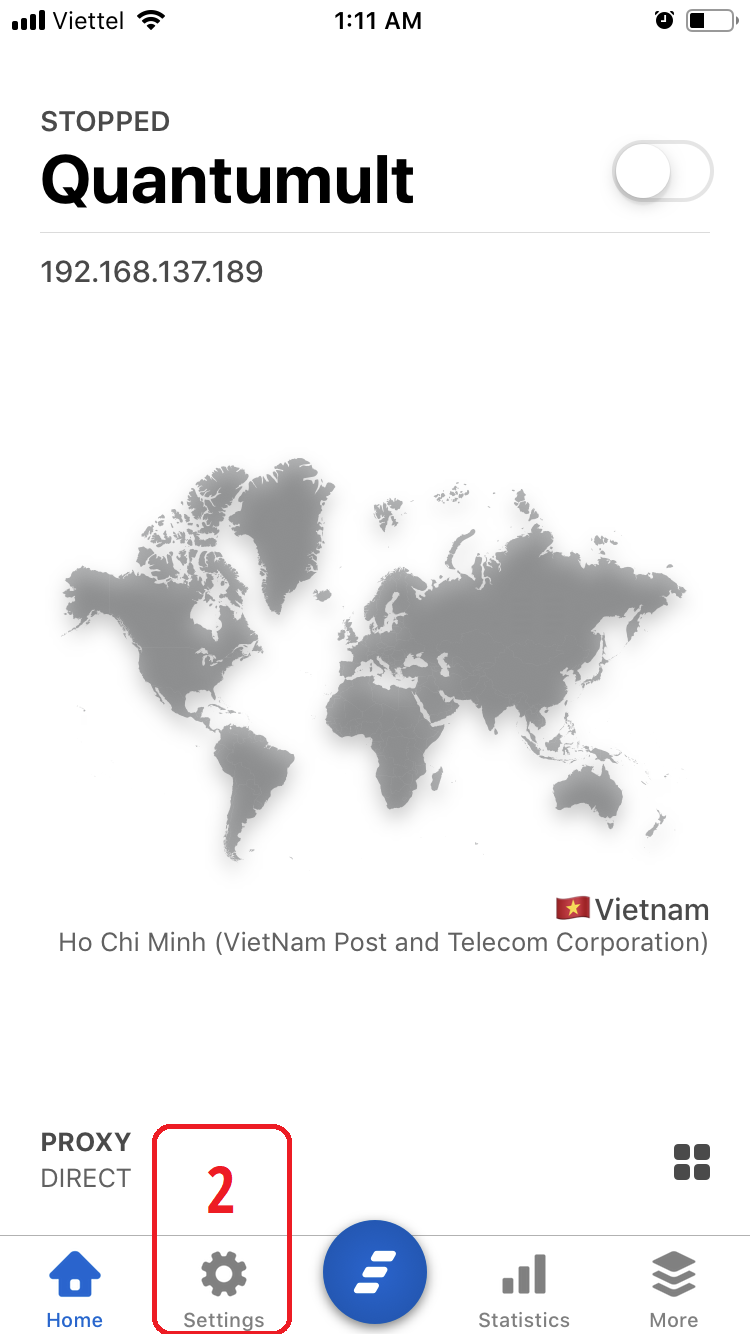 Viettel 1:11 AM
STOPPED
Quantumult
192.168.137.189
Vietnam
Ho Chi Minh (VietNam Post and Telecom Corporation)
PROXY
DIRECT
2
Home Settings Statistics More